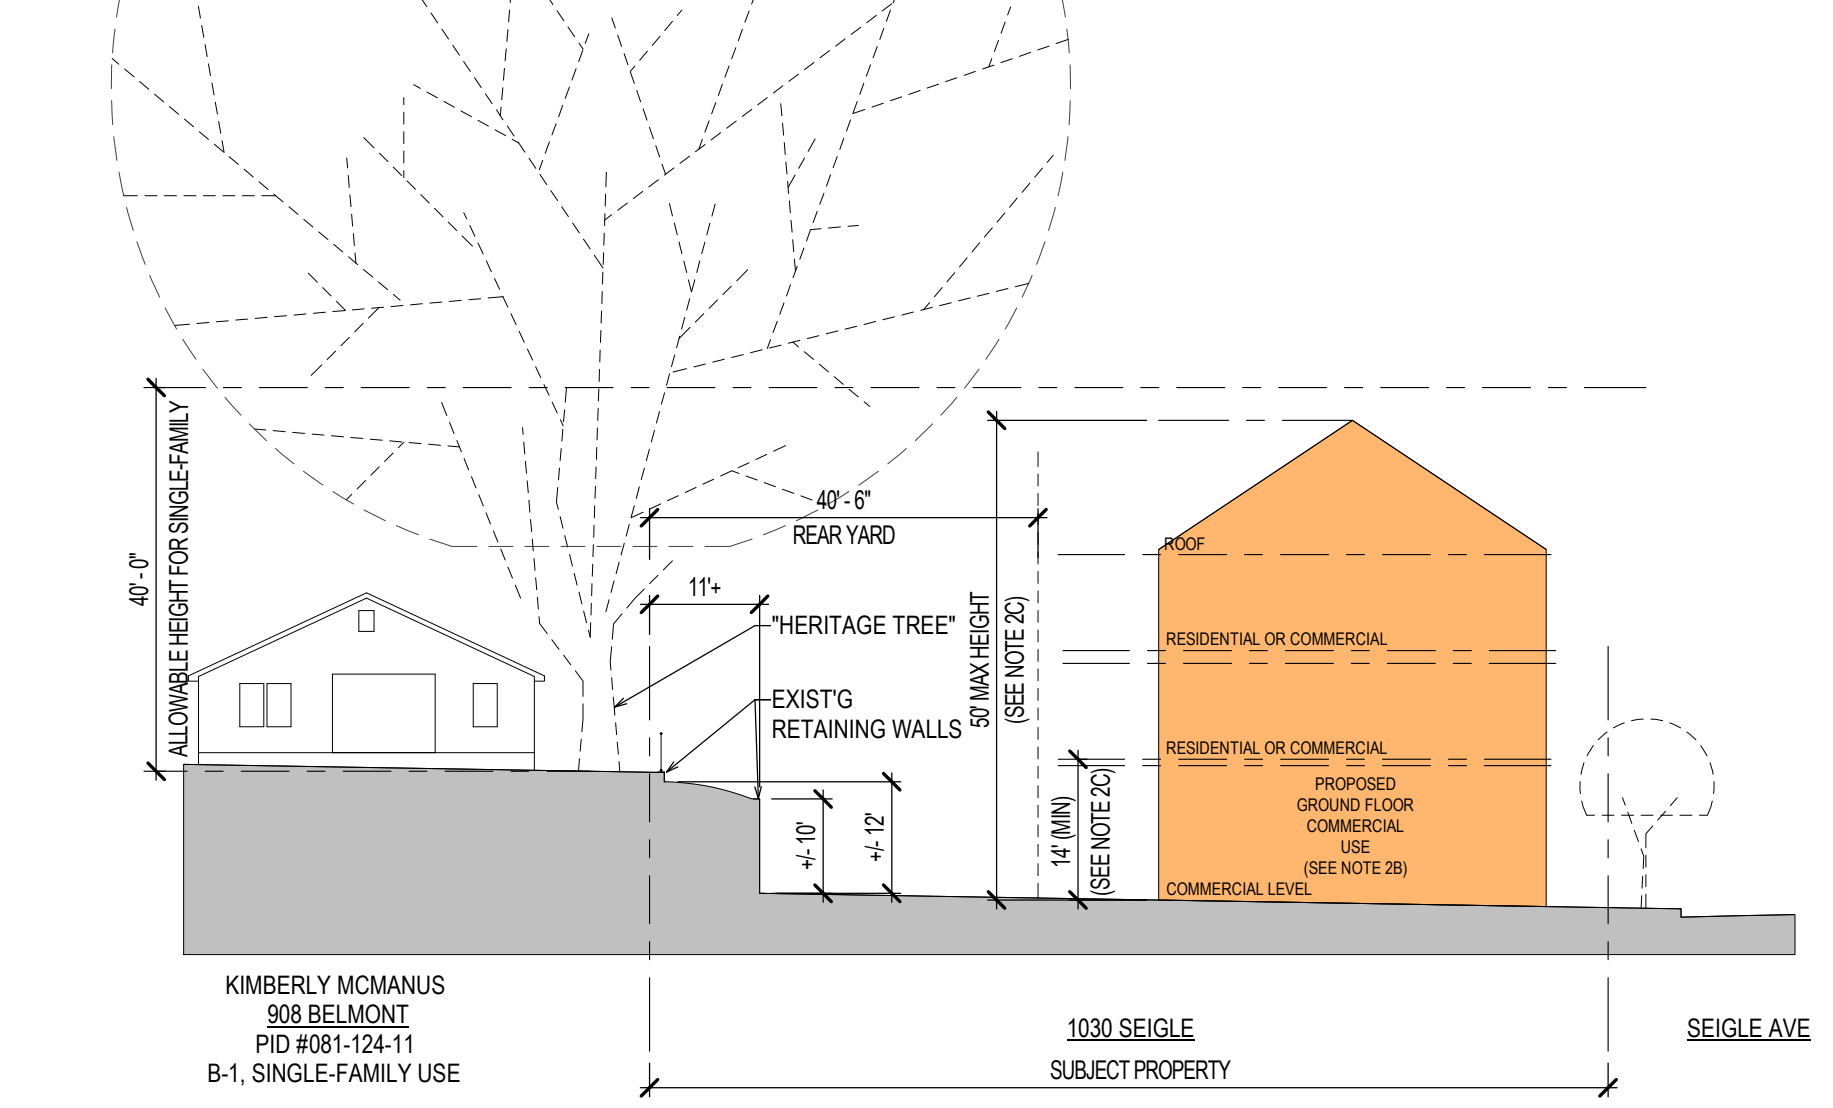 40' - 0"
ALLOWABLE HEIGHT FOR SINGLE-FAMILY
40' - 6"
REAR YARD
11'+
"HERITAGE TREE"
EXIST'G
RETAINING WALLS
+/- 10'
+/- 12'
50' MAX HEIGHT
(SEE NOTE 2C)
14' (MIN)
(SEE NOTE 2C)
ROOF
RESIDENTIAL OR COMMERCIAL
RESIDENTIAL OR COMMERCIAL
PROPOSED
GROUND FLOOR
COMMERCIAL
USE
(SEE NOTE 2B)
COMMERCIAL LEVEL
KIMBERLY MCMANUS
908 BELMONT
PID #081-124-11
B-1, SINGLE-FAMILY USE
1030 SEIGLE
SUBJECT PROPERTY
SEIGLE AVE